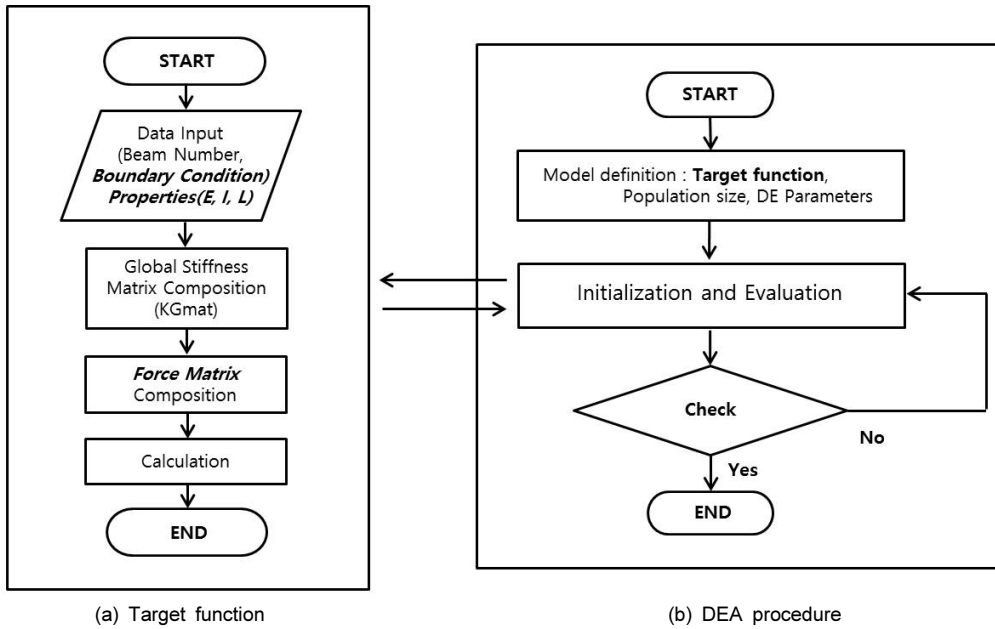 START
Data Input
(Beam Number,
Boundary Condition)
Properties(E, I, L)
Global Stiffness
Matrix Composition
(KGmat)
Force Matrix
Composition
Calculation
END
(a) Target function
START
Model definition : Target function,
Population size, DE Parameters
Initialization and Evaluation
Check
No
Yes
END
(b) DEA procedure